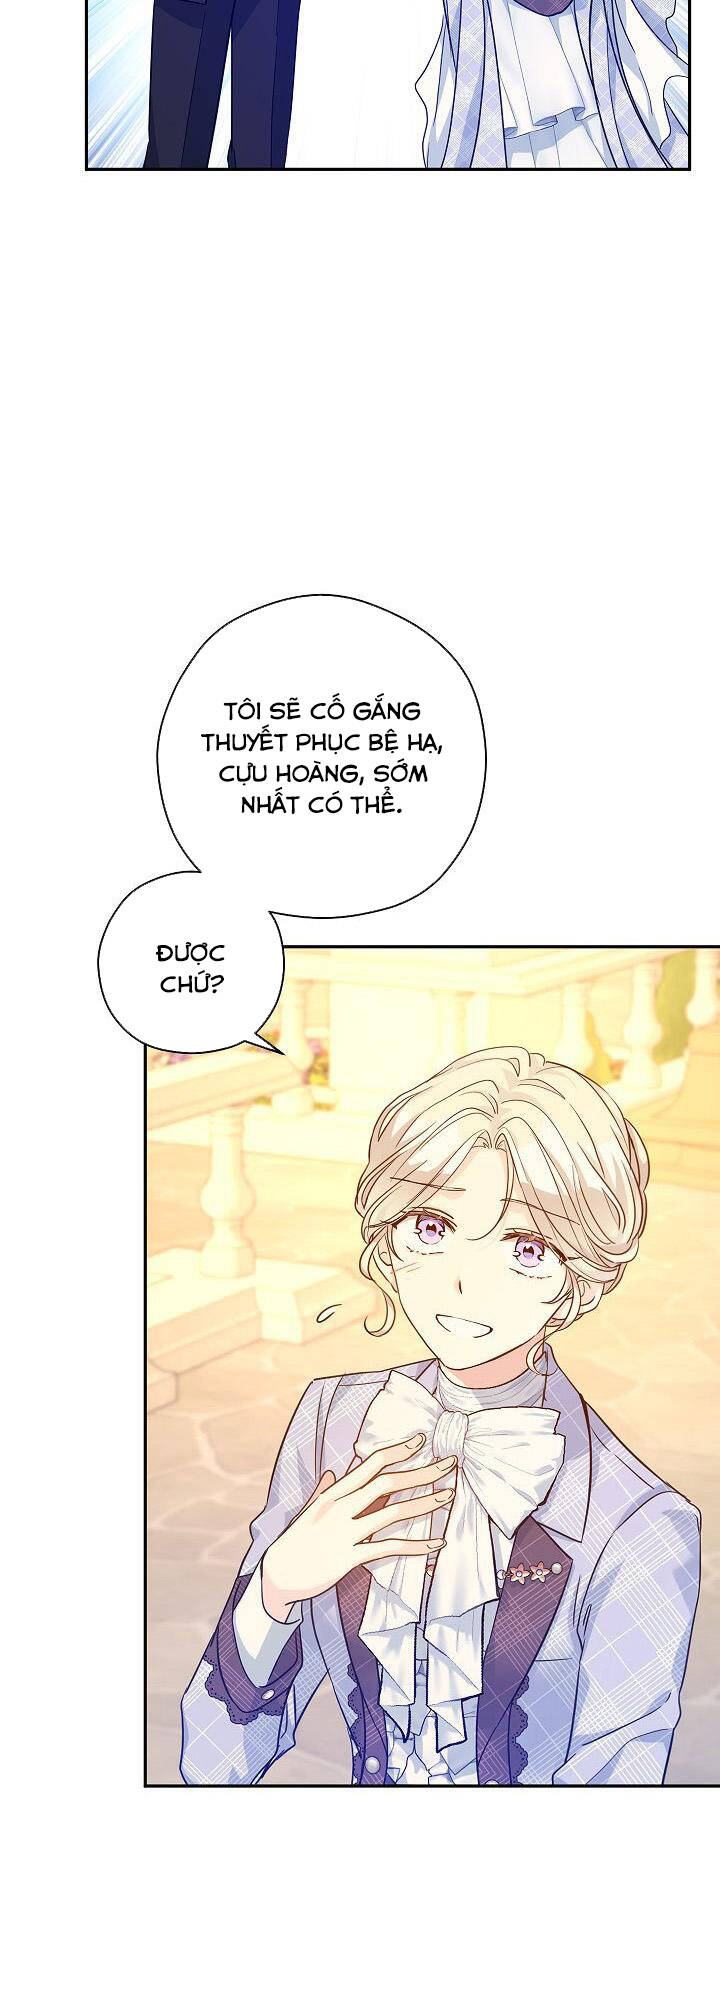 TÔI SẼ CỐ GẮNG
THUYẾT PHỤC BỆ HẠ,
CỰU HOÀNG, SỚM
NHẤT CÓ THỂ.
ĐƯỢC
CHỨ?